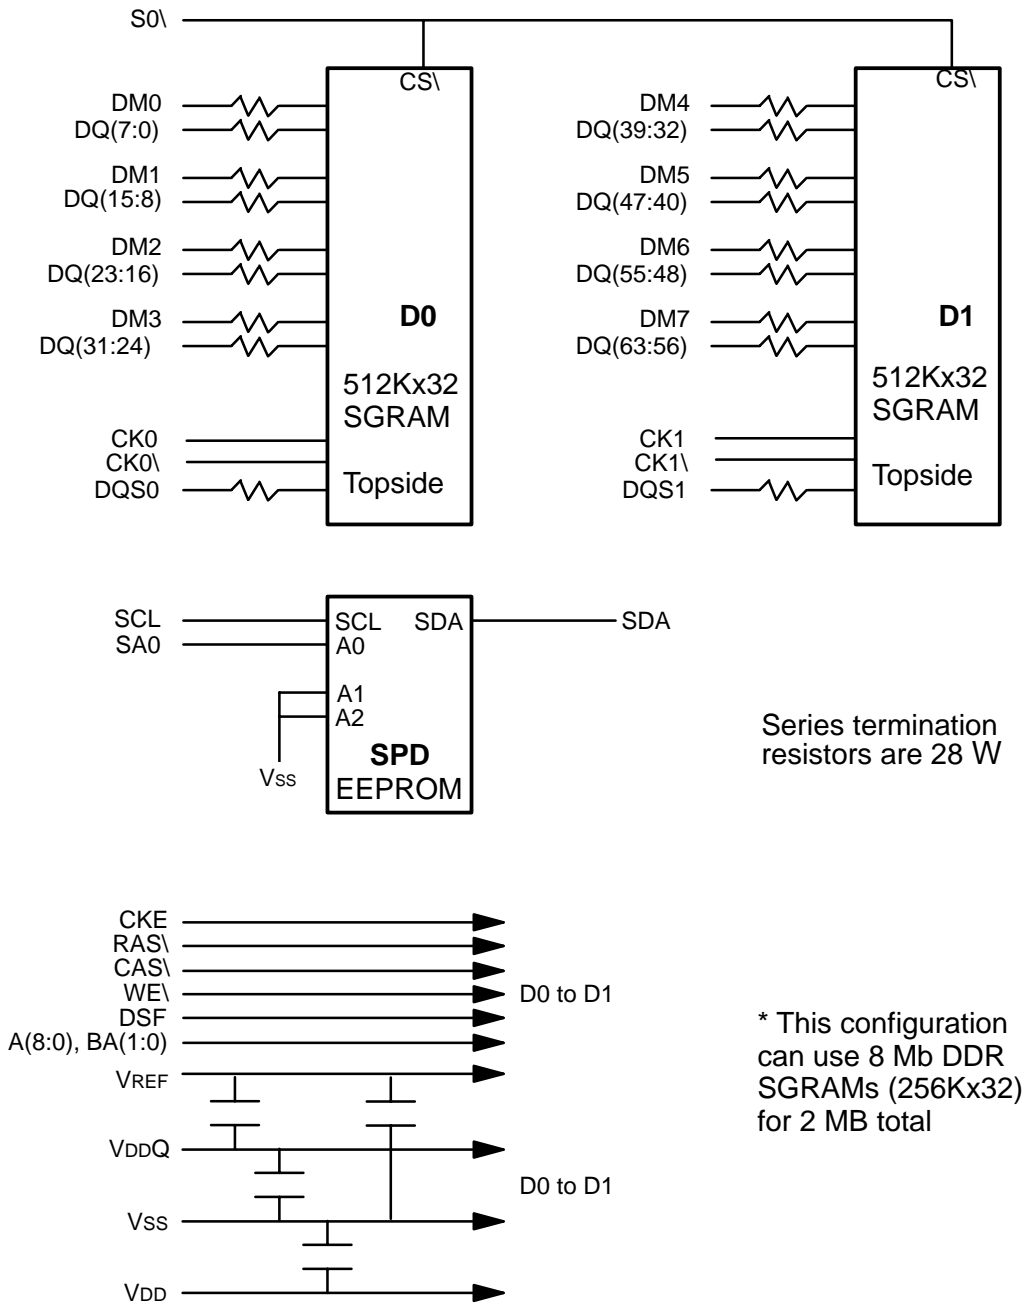 S0\
CS\
CS\
DM0
DQ(7:0)
DM1
DQ(15:8)
DM2
DQ(23:16)
DM3
DQ(31:24)
CK0
CK0\
DQS0
D0
512Kx32
SGRAM
Topside
DM4
DQ(39:32)
DM5
DQ(47:40)
DM6
DQ(55:48)
DM7
DQ(63:56)
CK1
CK1\
DQS1
D1
512Kx32
SGRAM
Topside
SCL
SA0
SCL SDA
A0
A1
A2
SPD
EEPROM
VSS
SDA
Series termination
resistors are 28 W
CKE
RAS\
CAS\
WE\
DSF
A(8:0), BA(1:0)
D0 to D1
VREF
VDDQ
VSS
VDD
D0 to D1
* This configuration
can use 8 Mb DDR
SGRAMs (256Kx32)
for 2 MB total